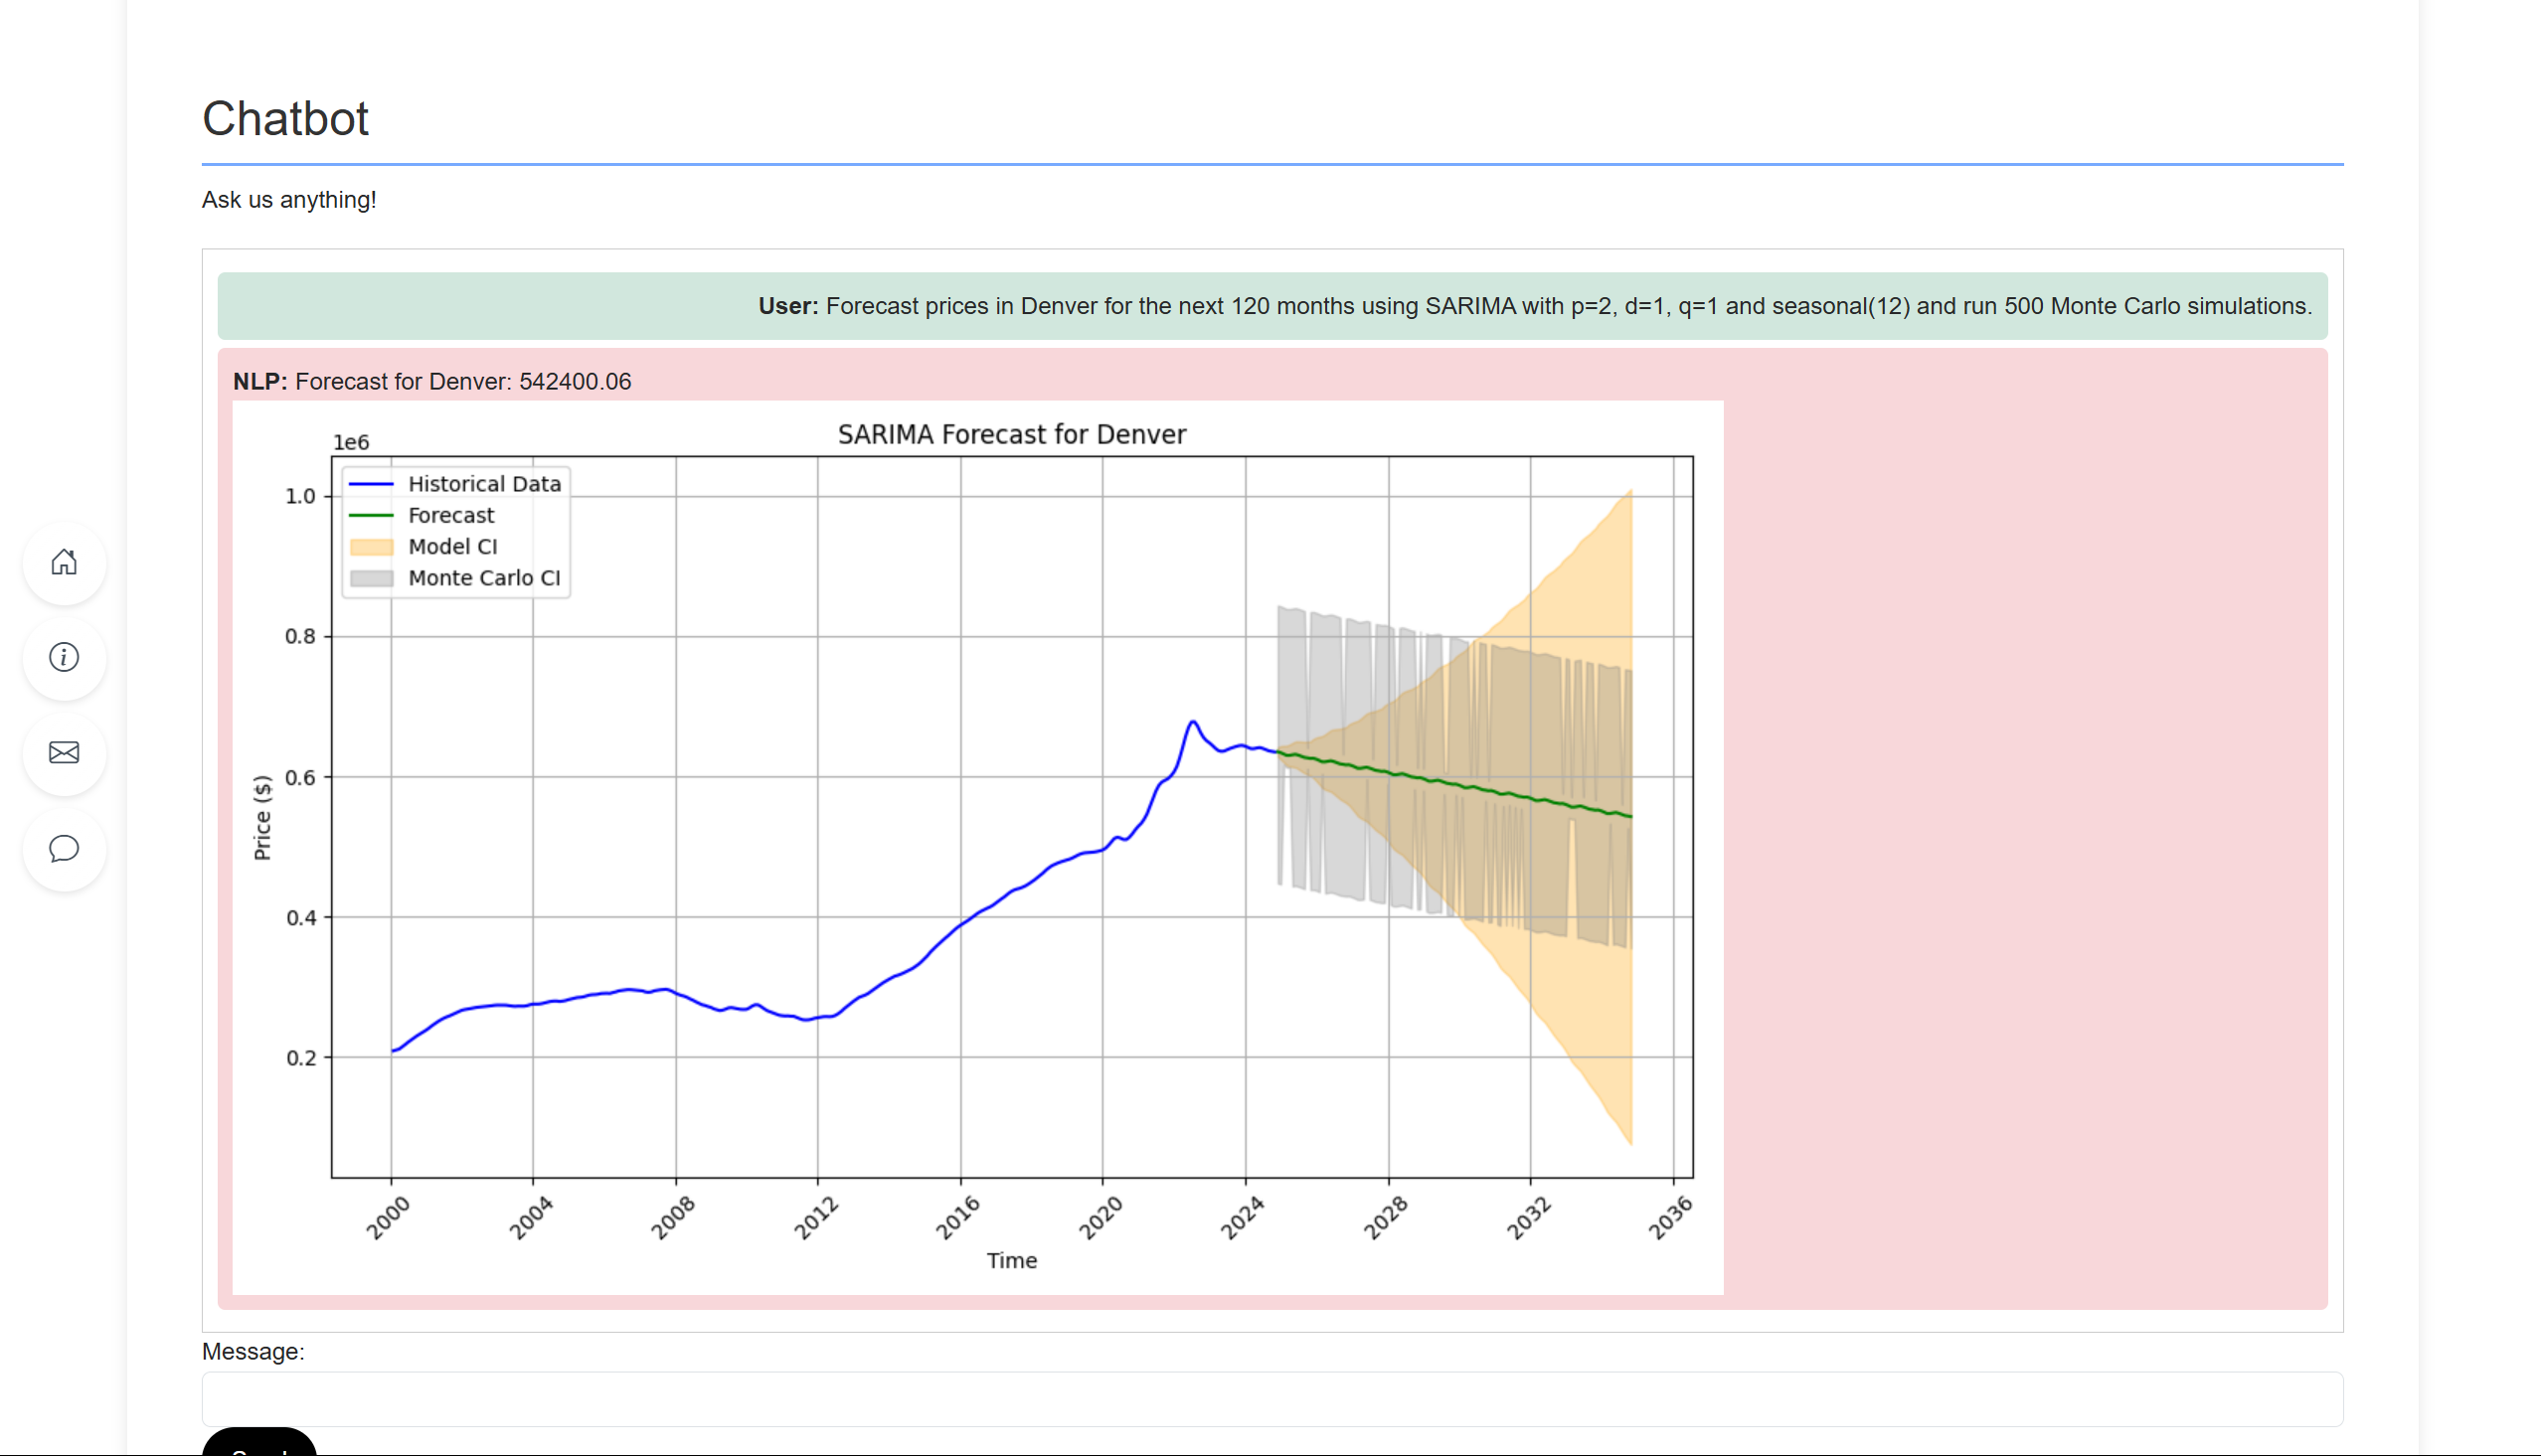 Chatbot
Ask us anything!
User: Forecast prices in Denver for the next 120 months using SARIMA with p=2, d=1, q=1 and seasonal(12) and run 500 Monte Carlo simulations.
NLP: Forecast for Denver: 542400.06
SARIMA Forecast for Denver
1e6
Historical Data
Forecast
Model CI
Monte Carlo CI
1.0
0.8
0.6
0.4
0.2
Price ($)
2000
2004
2008
2012
2016
2020
2024
2028
2032
2036
Time
Message: